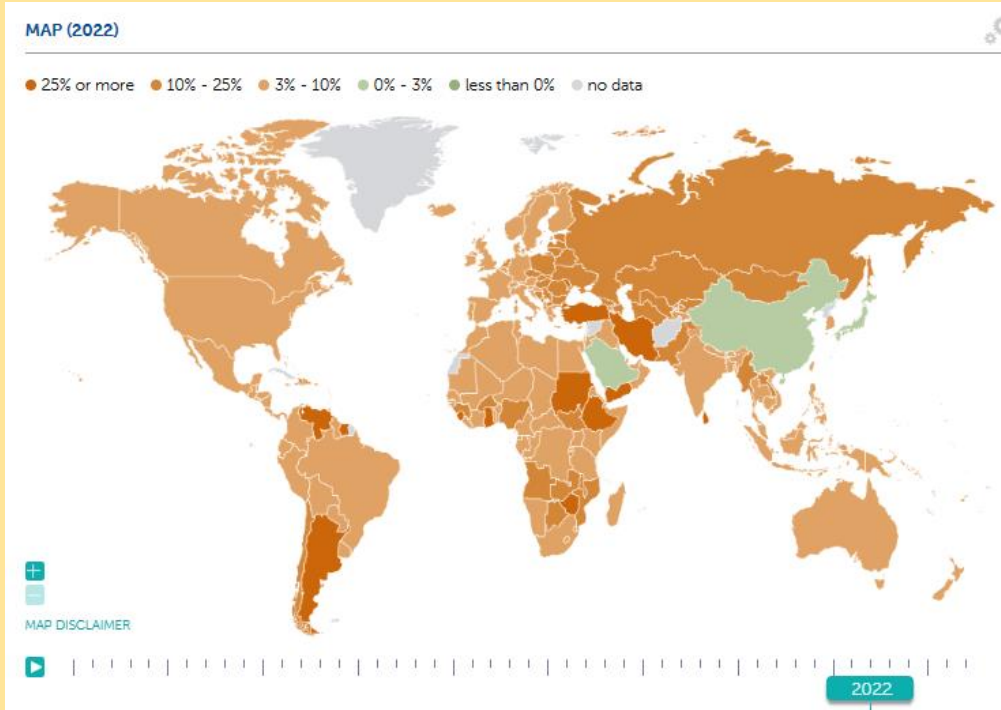 MAP (2022)
25% or more 10% - 25% 3% - 10% 0% - 3% less than 0% no data
+
−
MAP DISCLAIMER
2022